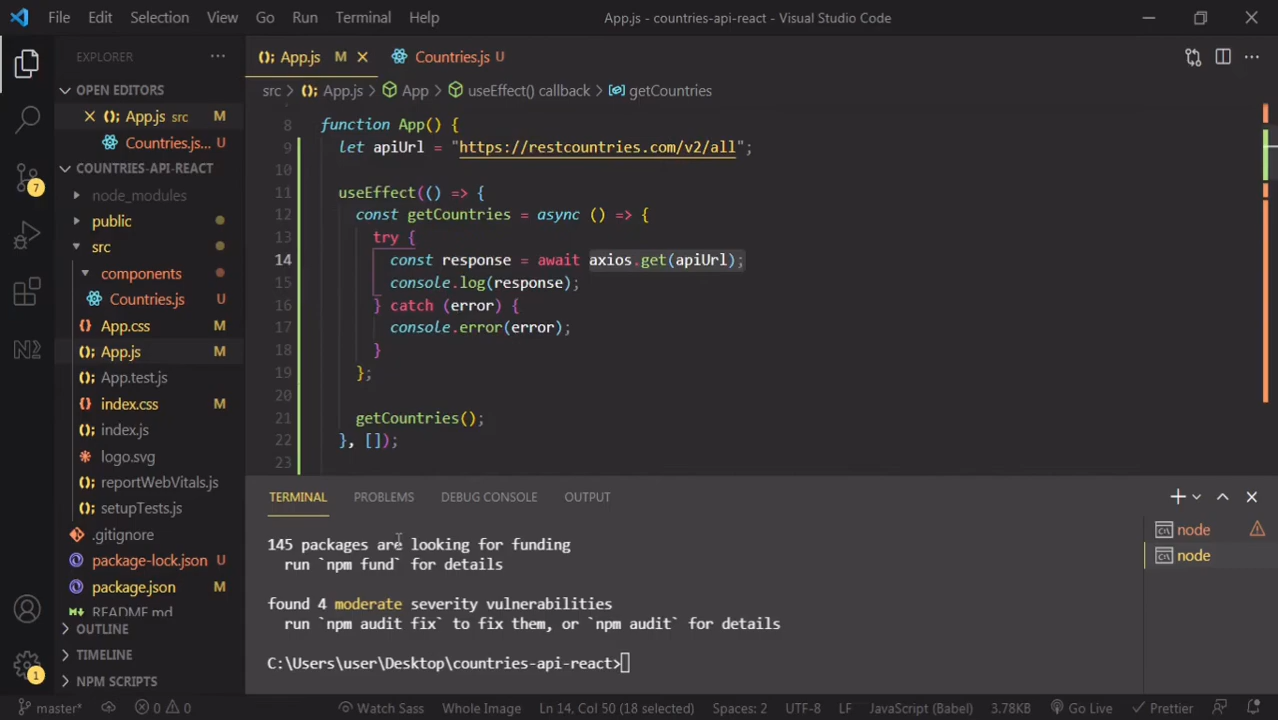 File Edit Selection View Go Run Terminal Help App.js - countries-api-react - Visual Studio Code
EXPLORER
OPEN EDITORS
App.js src M
Countries.js... U
COUNTRIES-API-REACT
node_modules
public
src
components
Countries.js U
App.css M
App.js M
App.test.js
index.css M
index.js
logo.svg
reportWebVitals.js
setupTests.js
.gitignore
package-lock.json M
package.json M
README.md
OUTLINE
TIMELINE
NPM SCRIPTS
7
1
App.js M
Countries.js U
src > App.js > App > useEffect() callback > getCountries
8 function App() {
9 let apiUrl = "https://restcountries.com/v2/all";
10
11 useEffect(() => {
12 const getCountries = async () => {
13 try {
14 const response = await axios.get(apiUrl);
15 console.log(response);
16 } catch (error) {
17 console.error(error);
18 }
19 };
20
21 getCountries();
22 }, []);
23
TERMINAL PROBLEMS DEBUG CONSOLE OUTPUT
145 packages are looking for funding
run `npm fund` for details
found 4 moderate severity vulnerabilities
run `npm audit fix` to fix them, or `npm audit` for details
C:\Users\user\Desktop\countries-api-react>
node
node
master* 0 0 Watch Sass Whole Image Ln 14, Col 50 (18 selected) Spaces: 2 UTF-8 LF JavaScript (Babel) 3.78KB Go Live Prettier